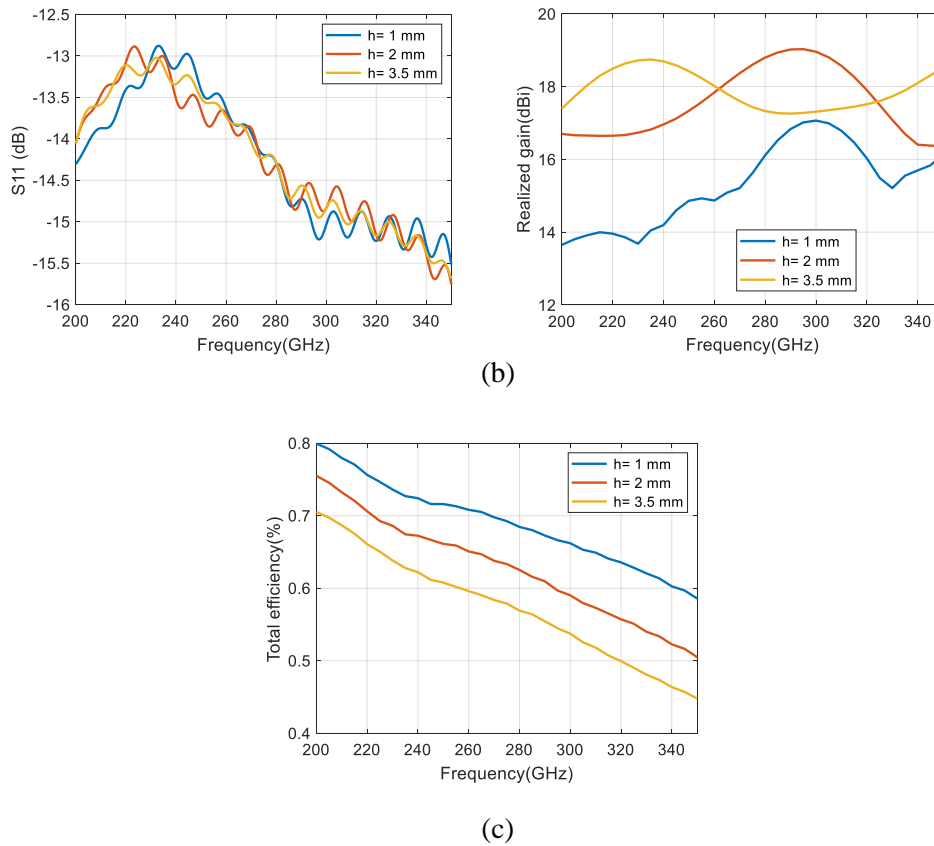 -12.5
-13
-13.5
-14
-14.5
-15
-15.5
-16
S11 (dB)
200 220 240 260 280 300 320 340
Frequency(GHz)
h= 1 mm
h= 2 mm
h= 3.5 mm
20
18
16
14
12
Realized gain(dBi)
200 220 240 260 280 300 320 340
Frequency(GHz)
h= 1 mm
h= 2 mm
h= 3.5 mm
(b)
0.8
0.7
0.6
0.5
0.4
Total efficiency(%)
200 220 240 260 280 300 320 340
Frequency(GHz)
h= 1 mm
h= 2 mm
h= 3.5 mm
(c)